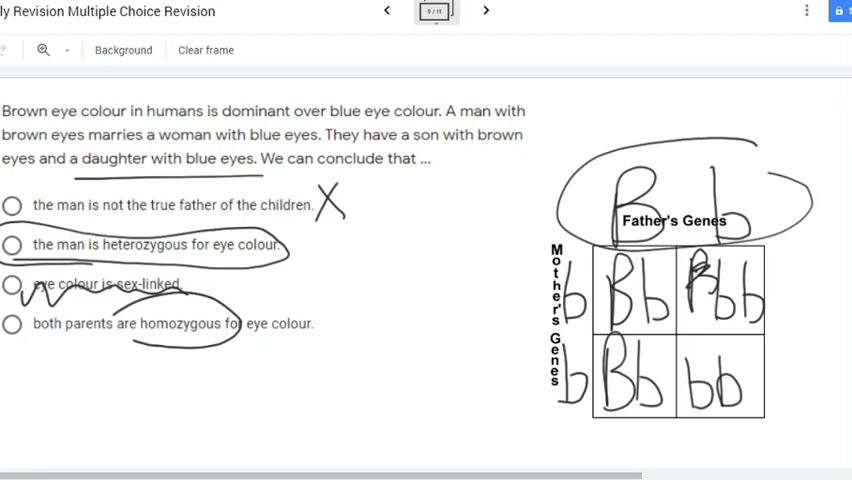 ly Revision Multiple Choice Revision
9 / 11
Background
Clear frame
Brown eye colour in humans is dominant over blue eye colour. A man with
brown eyes marries a woman with blue eyes. They have a son with brown
eyes and a daughter with blue eyes. We can conclude that ...
the man is not the true father of the children. X
the man is heterozygous for eye colour.
eye colour is sex-linked.
both parents are homozygous for eye colour.
B b
Father's Genes
Mother's Genes
b Bb bb
b Bb bb